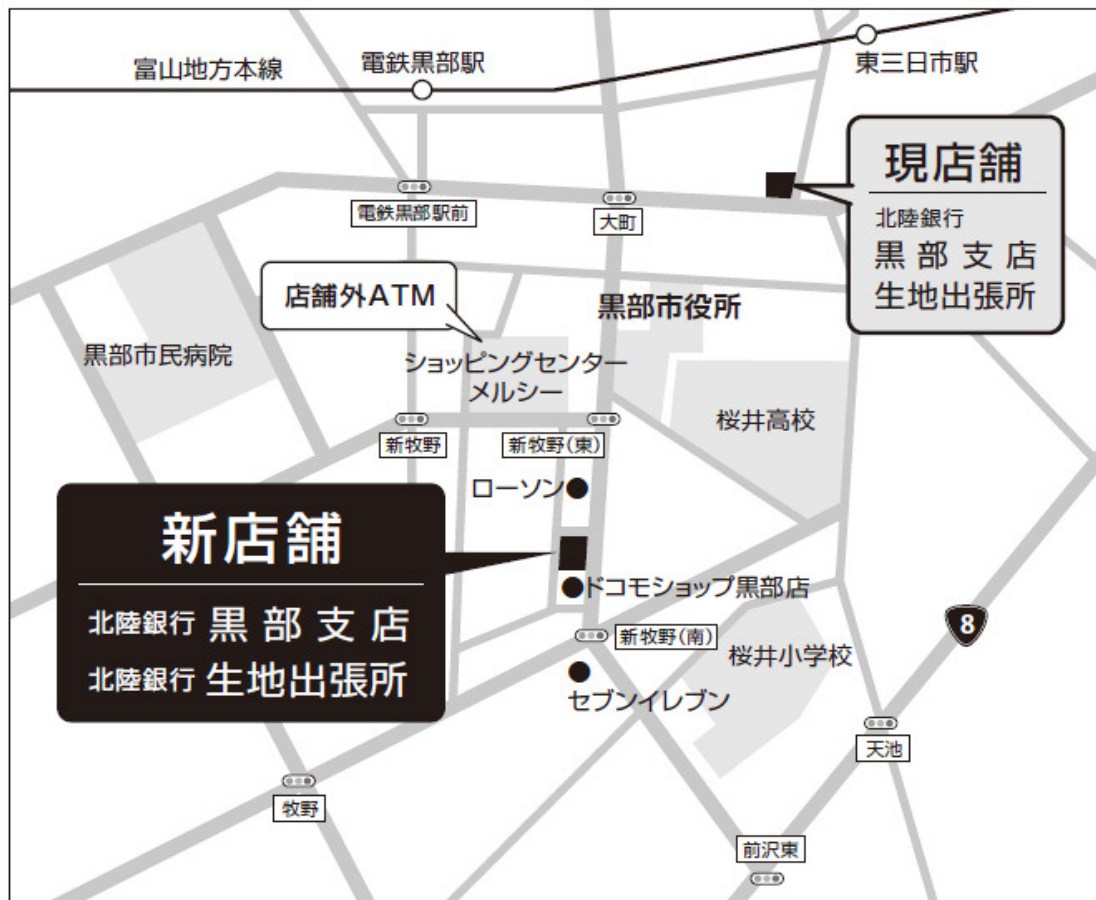 富山地方本線
電鉄黒部駅
東三日市駅
現店舗
北陸銀行
黒部支店
生地出張所
電鉄黒部駅前
大町
店舗外ATM
黒部市役所
黒部市民病院
ショッピングセンター
メルシー
桜井高校
新牧野
新牧野(東)
ローソン
新店舗
北陸銀行 黒部支店
北陸銀行 生地出張所
ドコモショップ黒部店
8
新牧野(南)
桜井小学校
セブンイレブン
天池
牧野
前沢東